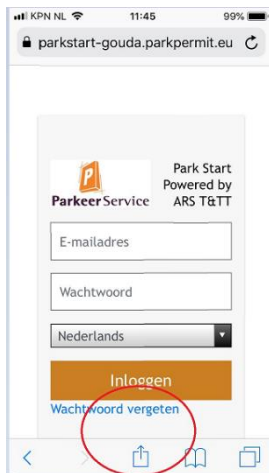 KPN NL 11:45 99%
parkstart-gouda.parkpermit.eu
P
ParkeerService
Park Start
Powered by
ARS T&TT
E-mailadres
Wachtwoord
Nederlands
Inloggen
Wachtwoord vergeten